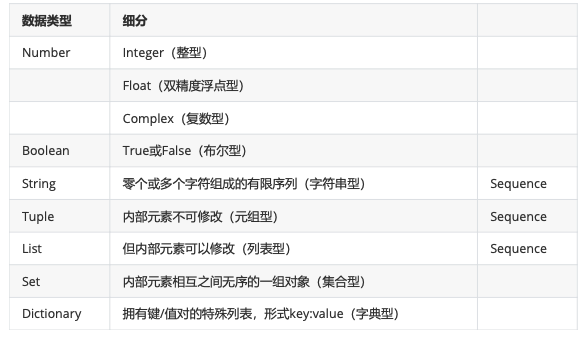 数据类型 细分
Number Integer（整型）
Float（双精度浮点型）
Complex（复数型）
Boolean True或False（布尔型）
String 零个或多个字符组成的有限序列（字符串型） Sequence
Tuple 内部元素不可修改（元组型） Sequence
List 但内部元素可以修改（列表型） Sequence
Set 内部元素相互之间无序的一组对象（集合型）
Dictionary 拥有键/值对的特殊列表，形式key:value（字典型）